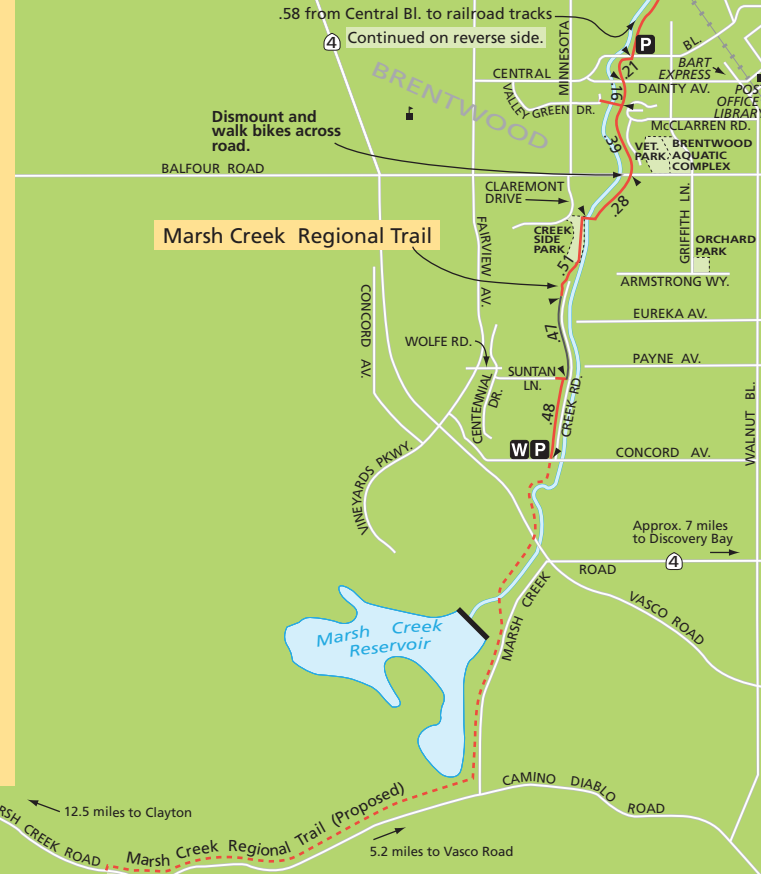 .58 from Central Bl. to railroad tracks
Continued on reverse side.
4
P
MINNESOTA
BL.
.21
BART
EXPRESS
CENTRAL
DAINTY AV.
POST
OFFICE
LIBRARY
BRENTWOOD
VALLEY GREEN DR.
.16
McCLARREN RD.
Dismount and
walk bikes across
road.
.39
VET.
PARK
BRENTWOOD
AQUATIC
COMPLEX
BALFOUR ROAD
CLAREMONT
DRIVE
.28
GRIFFITH LN.
Marsh Creek Regional Trail
FAIRVIEW AV.
CREEK
SIDE
PARK
ORCHARD
PARK
.51
ARMSTRONG WY.
CONCORD AV.
EUREKA AV.
.47
WOLFE RD.
PAYNE AV.
SUNTAN
LN.
CENTENNIAL
DR.
.48
CREEK RD.
WALNUT BL.
W P
CONCORD AV.
VINEYARDS PKWY.
Approx. 7 miles
to Discovery Bay
4
ROAD
MARSH CREEK
VASCO ROAD
Marsh Creek
Reservoir
CAMINO DIABLO
ROAD
12.5 miles to Clayton
Marsh Creek Regional Trail (Proposed)
RSH CREEK ROAD
5.2 miles to Vasco Road